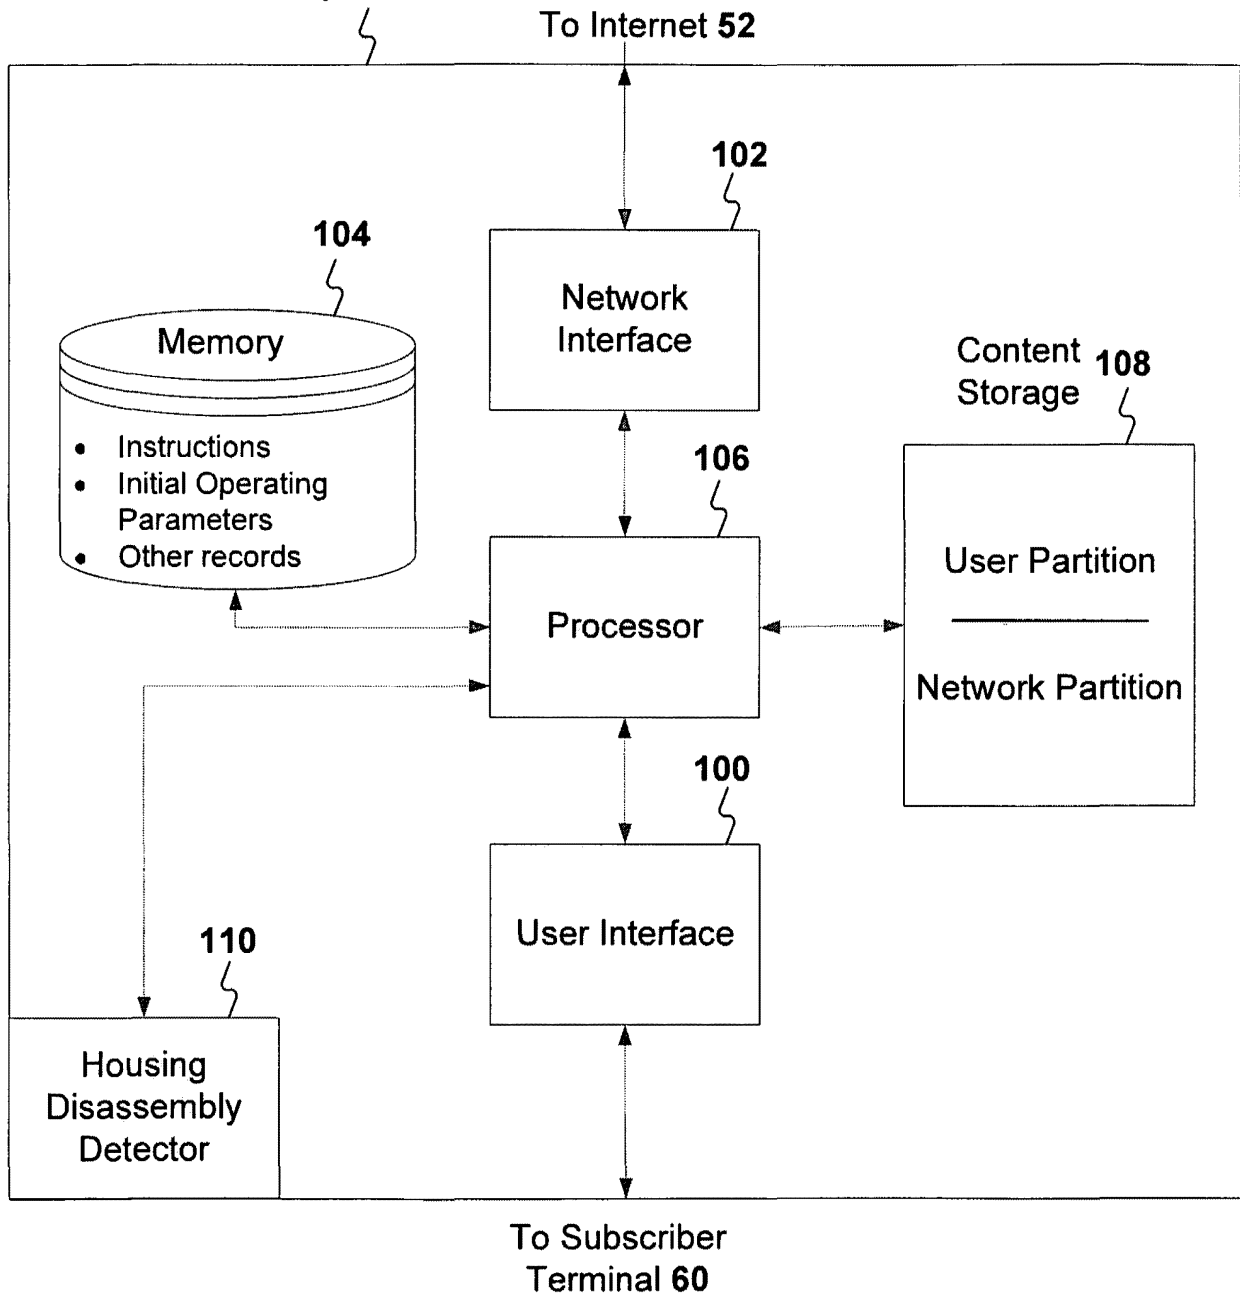 To Internet 52
102
104
Network
Interface
Memory
Content
Storage
108
• Instructions
• Initial Operating
Parameters
• Other records
106
User Partition
Processor
Network Partition
100
User Interface
110
Housing
Disassembly
Detector
To Subscriber
Terminal 60